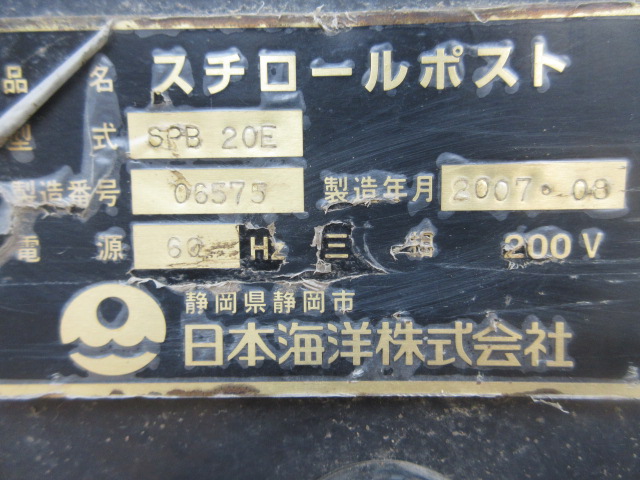 品名 スチロールポスト
型式 SPB 20E
製造番号 06575 製造年月 2007.03
電源 60 Hz 三相 200V
静岡県静岡市
日本海洋株式会社